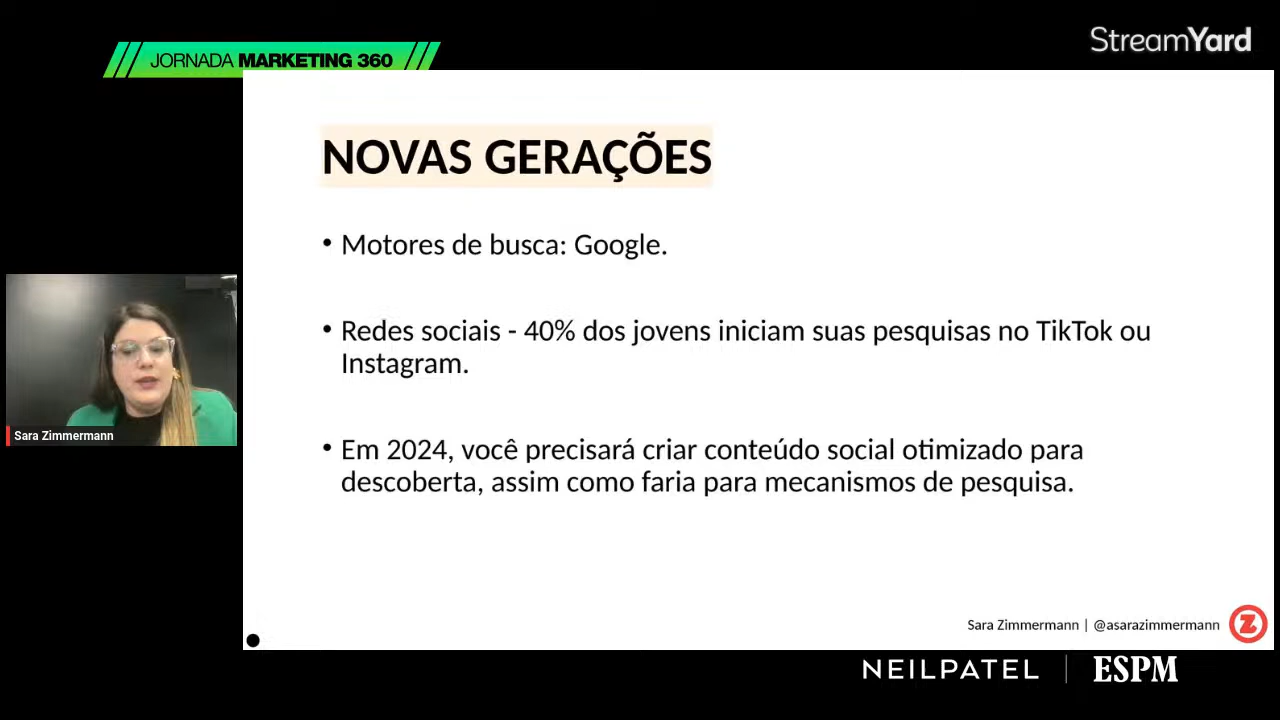 JORNADA MARKETING 360
StreamYard
NOVAS GERAÇÕES
• Motores de busca: Google.
• Redes sociais - 40% dos jovens iniciam suas pesquisas no TikTok ou
Instagram.
• Em 2024, você precisará criar conteúdo social otimizado para
descoberta, assim como faria para mecanismos de pesquisa.
Sara Zimmermann
Sara Zimmermann | @asarazimmermann
Z
NEILPATEL | ESPM